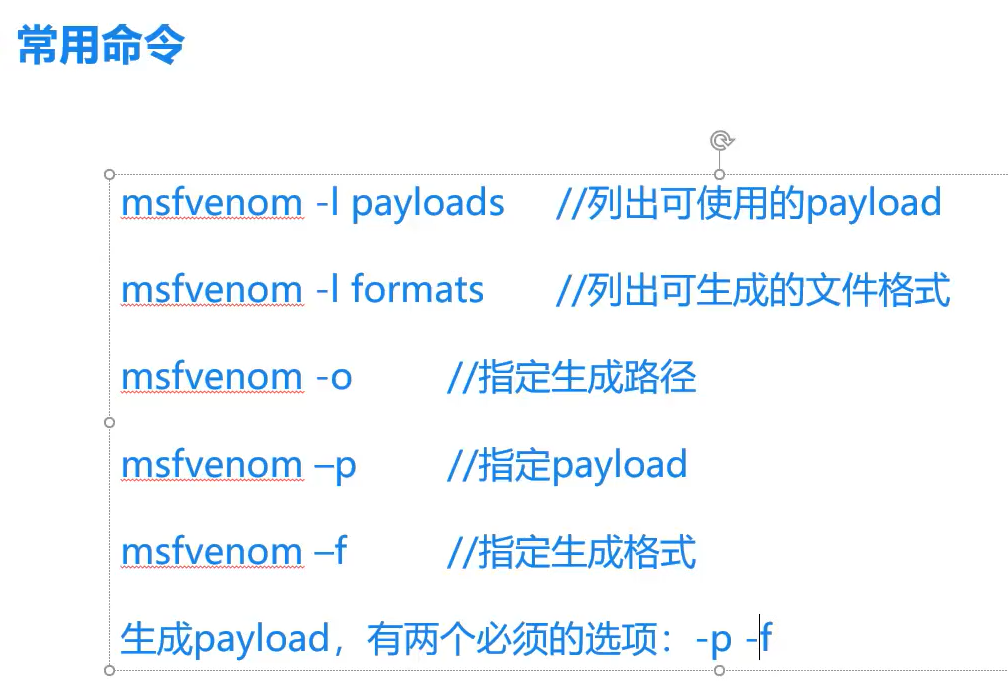 常用命令
msfvenom -l payloads //列出可使用的payload
msfvenom -l formats //列出可生成的文件格式
msfvenom -o //指定生成路径
msfvenom –p //指定payload
msfvenom –f //指定生成格式
生成payload，有两个必须的选项：-p -f